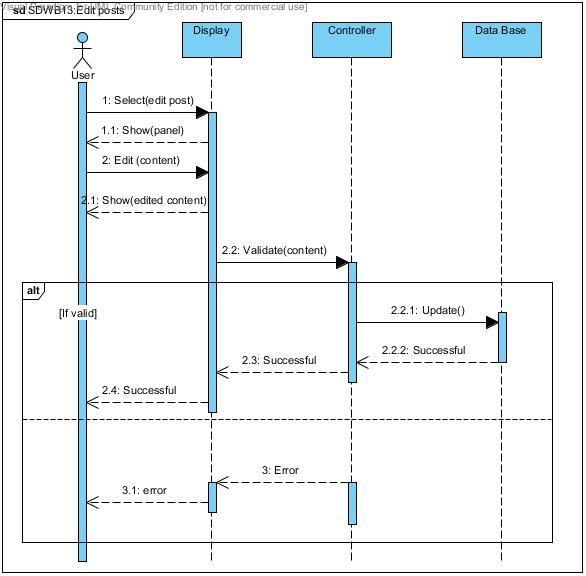 Visual Paradigm for UML Community Edition [not for commercial use]
sd SDWB13:Edit posts
Display
Controller
Data Base
User
1: Select(edit post)
1.1: Show(panel)
2: Edit (content)
2.1: Show(edited content)
2.2: Validate(content)
alt
[If valid]
2.2.1: Update()
2.2.2: Successful
2.3: Successful
2.4: Successful
3: Error
3.1: error